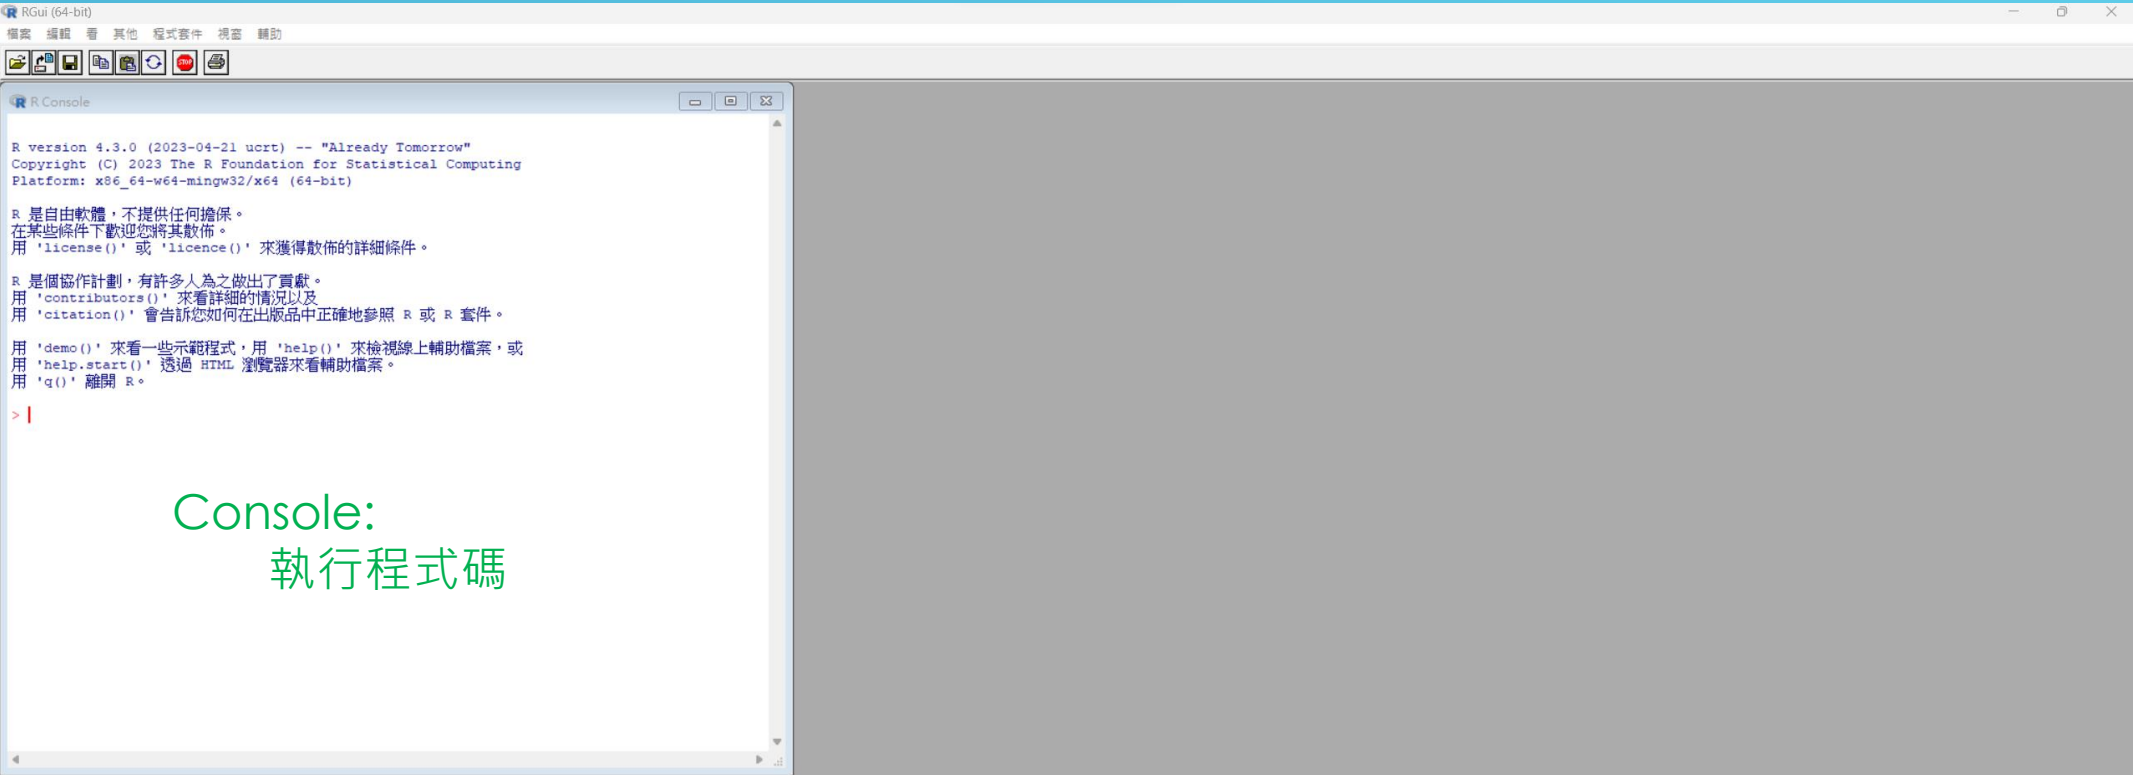 RGui (64-bit)
檔案 編輯 看 其他 程式套件 視窗 輔助
STOP
R Console
R version 4.3.0 (2023-04-21 ucrt) -- "Already Tomorrow"
Copyright (C) 2023 The R Foundation for Statistical Computing
Platform: x86_64-w64-mingw32/x64 (64-bit)
R 是自由軟體，不提供任何擔保。
在某些條件下歡迎您將其散佈。
用 'license()' 或 'licence()' 來獲得散佈的詳細條件。
R 是個協作計劃，有許多人為之做出了貢獻。
用 'contributors()' 來看詳細的情況以及
用 'citation()' 會告訴您如何在出版品中正確地參照 R 或 R 套件。
用 'demo()' 來看一些示範程式，用 'help()' 來檢視線上輔助檔案，或
用 'help.start()' 透過 HTML 瀏覽器來看輔助檔案。
用 'q()' 離開 R。
>
Console:
執行程式碼